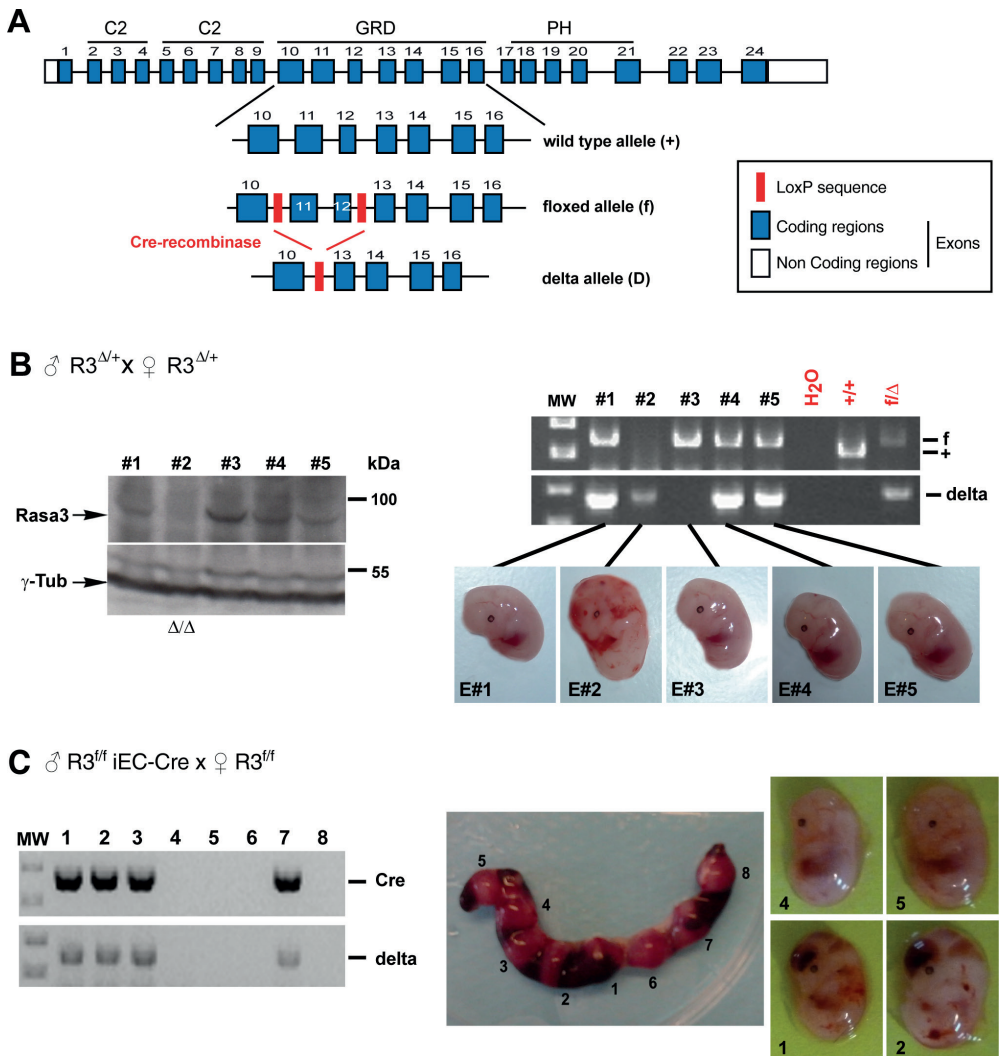 A
C2 C2 GRD PH
1 2 3 4 5 6 7 8 9 10 11 12 13 14 15 16 17 18 19 20 21 22 23 24
10 11 12 13 14 15 16
wild type allele (+)
10 11 12 13 14 15 16
floxed allele (f)
Cre-recombinase
10 13 14 15 16
delta allele (D)
LoxP sequence
Coding regions
Non Coding regions
Exons
B ♂ R3Δ/+x ♀ R3Δ/+
#1 #2 #3 #4 #5 kDa
Rasa3
100
γ-Tub
55
Δ/Δ
MW #1 #2 #3 #4 #5 H2O +/+ f/Δ
f
+
delta
E#1 E#2 E#3 E#4 E#5
C ♂ R3f/f iEC-Cre x ♀ R3f/f
MW 1 2 3 4 5 6 7 8
Cre
delta
5
4
3
2
1
6
7
8
4 5
1 2